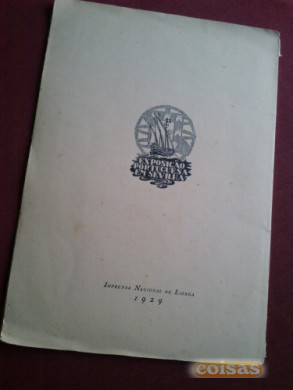 EXPOSIÇÃO
PORTUGUESA
EM SEVILHA
IMPRENSA NACIONAL DE LISBOA
1929
coisas